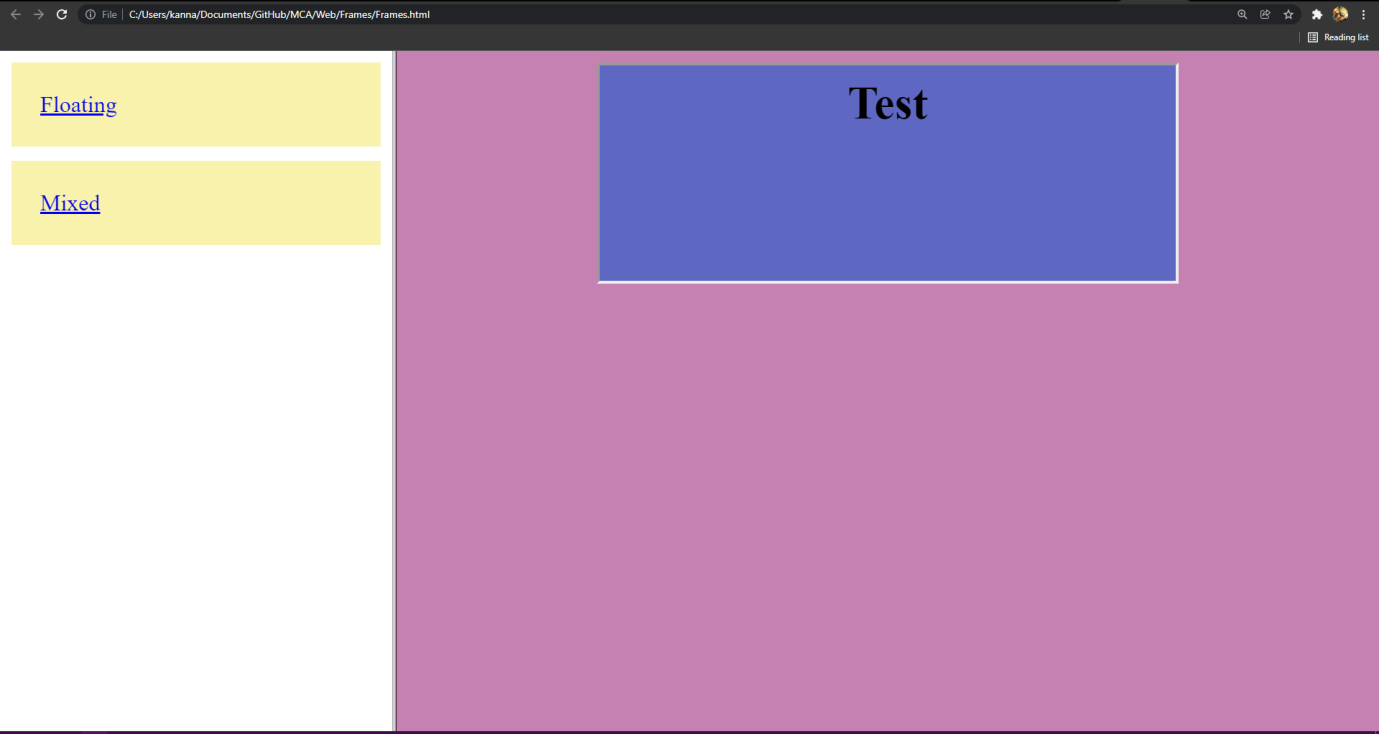 File C:/Users/kanna/Documents/GitHub/MCA/Web/Frames/Frames.html
Reading list
Floating
Mixed
Test